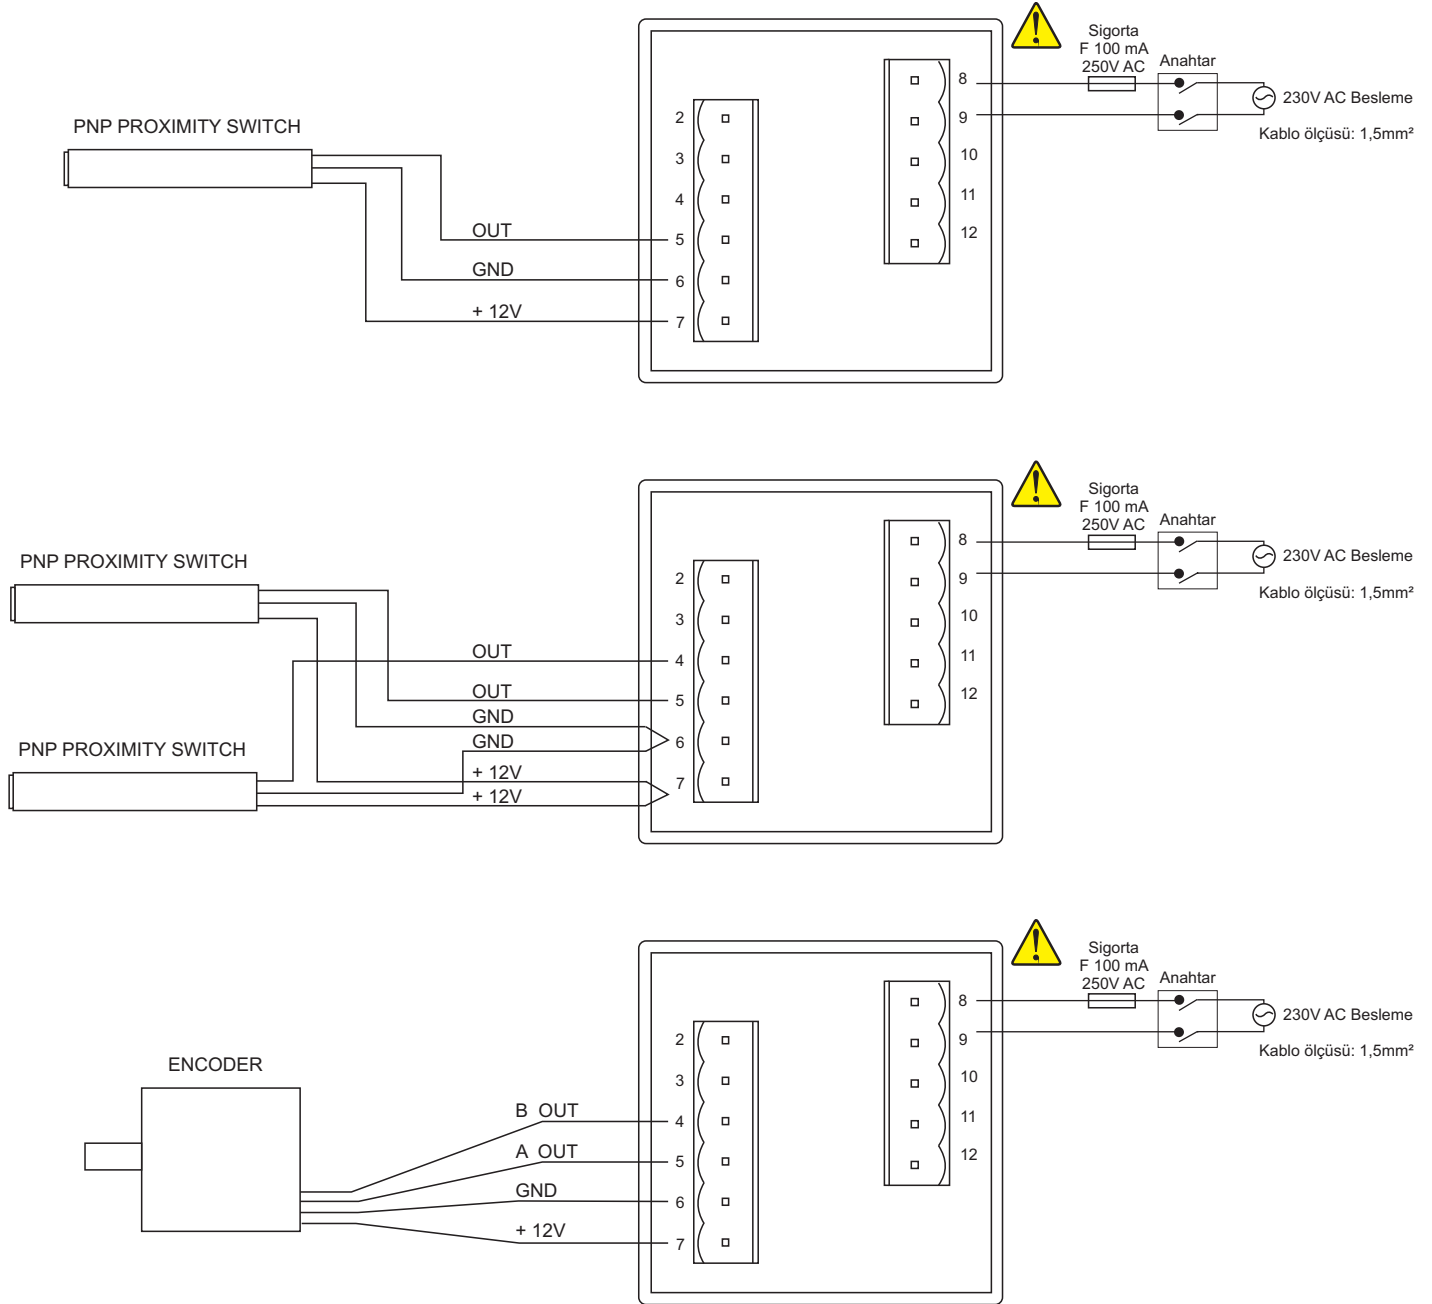 Sigorta
F 100 mA
250V AC
Anahtar
230V AC Besleme
Kablo ölçüsü: 1,5mm²
PNP PROXIMITY SWITCH
OUT
GND
+ 12V
2
3
4
5
6
7
8
9
10
11
12
Sigorta
F 100 mA
250V AC
Anahtar
230V AC Besleme
Kablo ölçüsü: 1,5mm²
PNP PROXIMITY SWITCH
PNP PROXIMITY SWITCH
OUT
OUT
GND
GND
+ 12V
+ 12V
2
3
4
5
6
7
8
9
10
11
12
Sigorta
F 100 mA
250V AC
Anahtar
230V AC Besleme
Kablo ölçüsü: 1,5mm²
ENCODER
B OUT
A OUT
GND
+ 12V
2
3
4
5
6
7
8
9
10
11
12